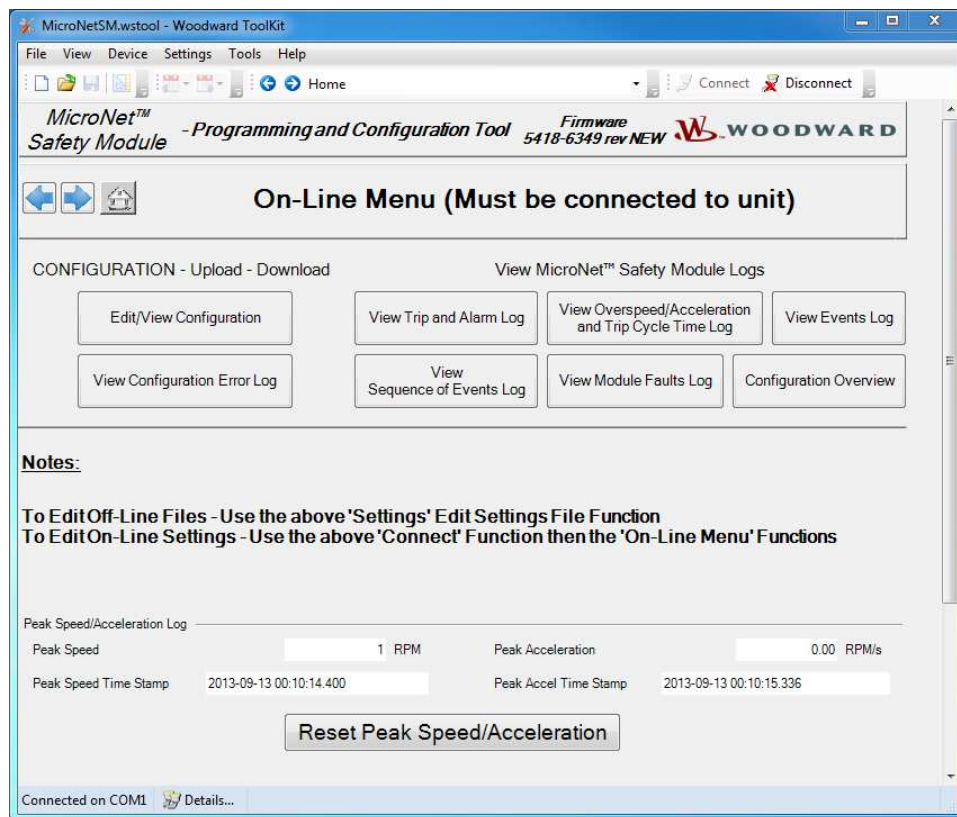 MicroNetSM.wstool - Woodward ToolKit
File View Device Settings Tools Help
Home Connect Disconnect
MicroNet™
Safety Module
- Programming and Configuration Tool
Firmware
5418-6349 rev NEW
WOODWARD
On-Line Menu (Must be connected to unit)
CONFIGURATION - Upload - Download
View MicroNet™ Safety Module Logs
Edit/View Configuration
View Trip and Alarm Log
View Overspeed/Acceleration
and Trip Cycle Time Log
View Events Log
View Configuration Error Log
View
Sequence of Events Log
View Module Faults Log
Configuration Overview
Notes:
To Edit Off-Line Files - Use the above 'Settings' Edit Settings File Function
To Edit On-Line Settings - Use the above 'Connect' Function then the 'On-Line Menu' Functions
Peak Speed/Acceleration Log
Peak Speed 1 RPM
Peak Acceleration 0.00 RPM/s
Peak Speed Time Stamp 2013-09-13 00:10:14.400
Peak Accel Time Stamp 2013-09-13 00:10:15.336
Reset Peak Speed/Acceleration
Connected on COM1 Details...